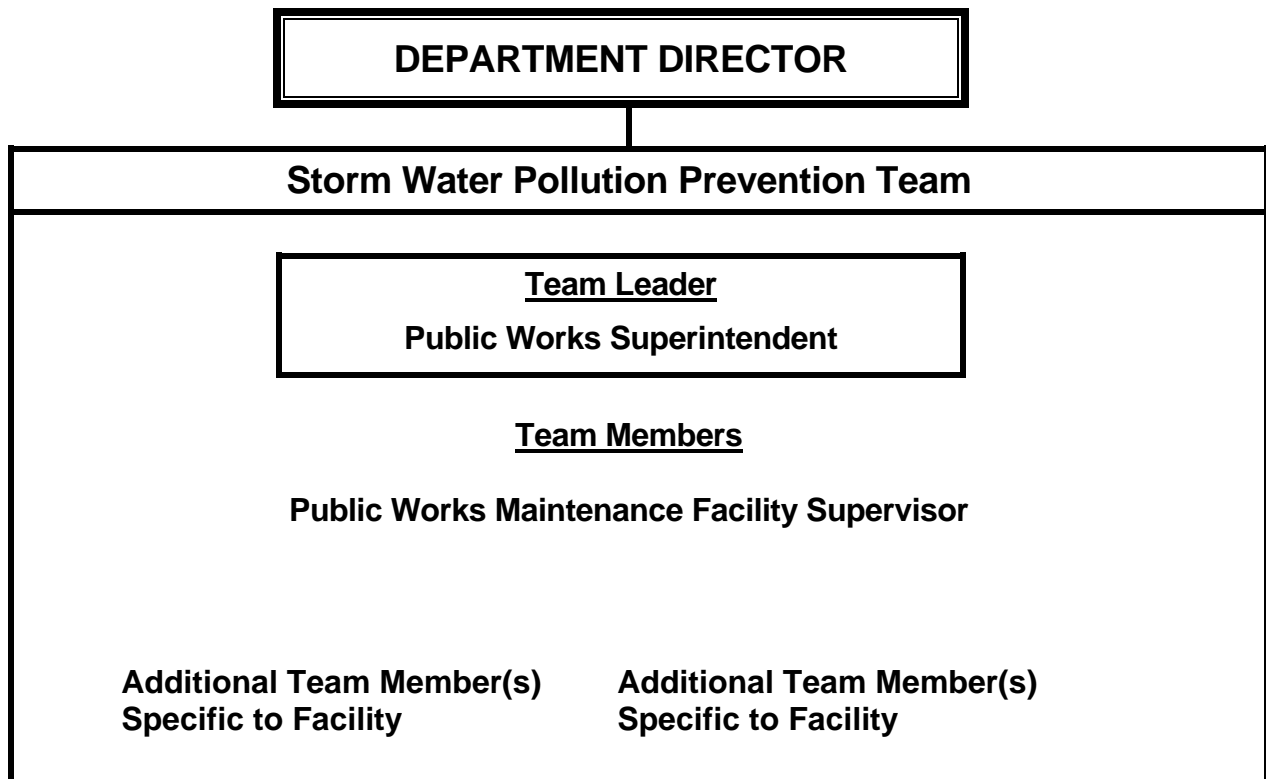 DEPARTMENT DIRECTOR
Storm Water Pollution Prevention Team
Team Leader
Public Works Superintendent
Team Members
Public Works Maintenance Facility Supervisor
Additional Team Member(s)
Specific to Facility
Additional Team Member(s)
Specific to Facility